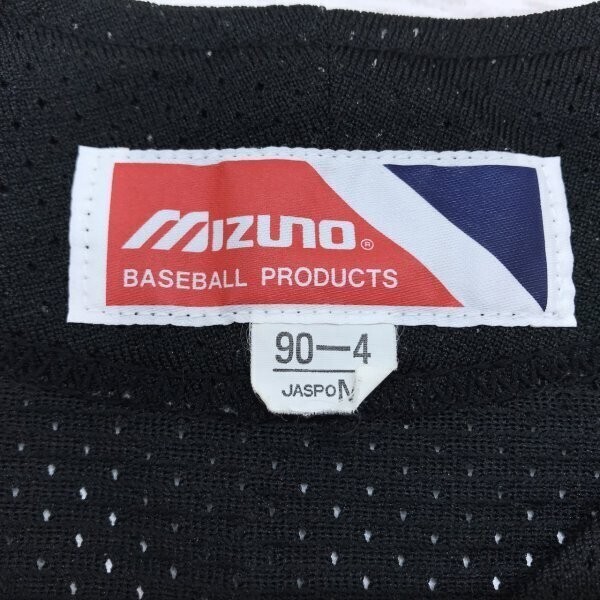 MIZUNO®
BASEBALL PRODUCTS
90—4
JASPO M